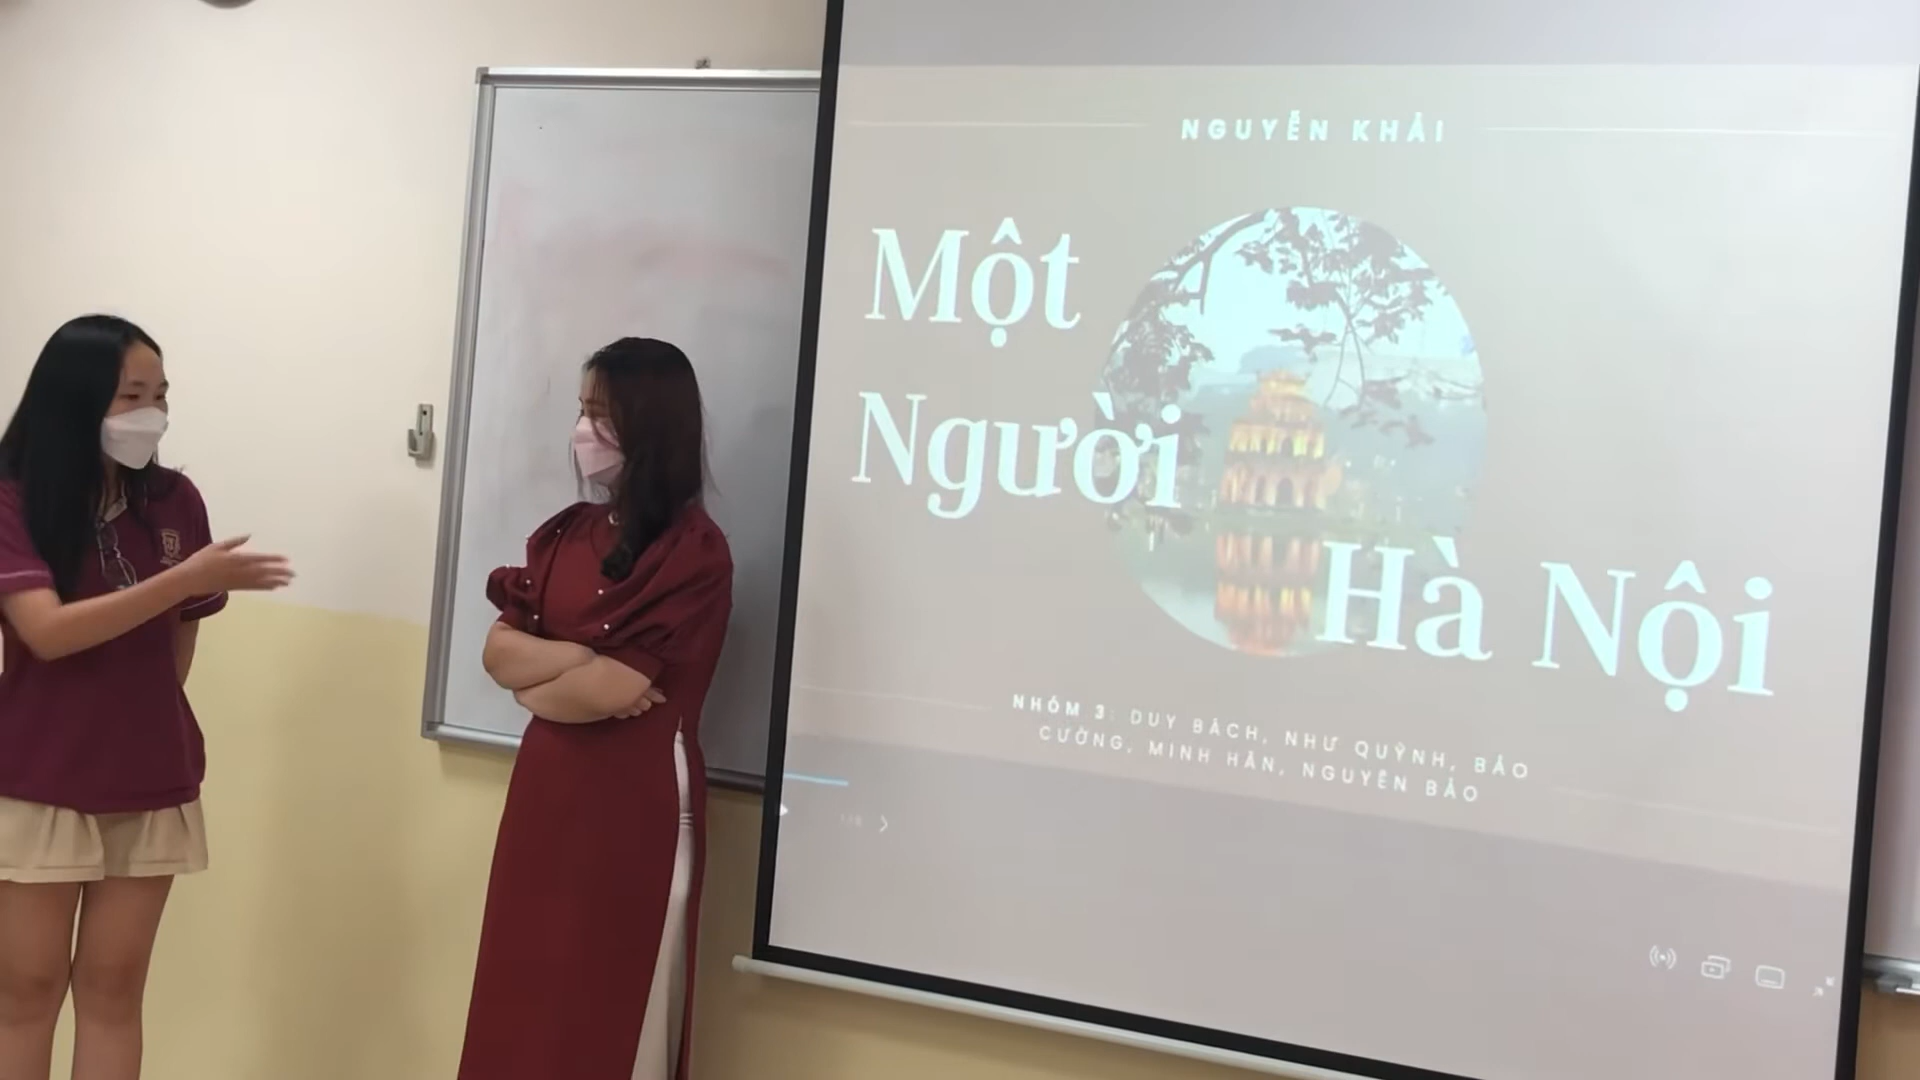 NGUYỄN KHẢI
Một
Người
Hà Nội
NHÓM 3: DUY BÁCH, NHƯ QUỲNH, BẢO
CƯỜNG, MINH HÂN, NGUYÊN BẢO